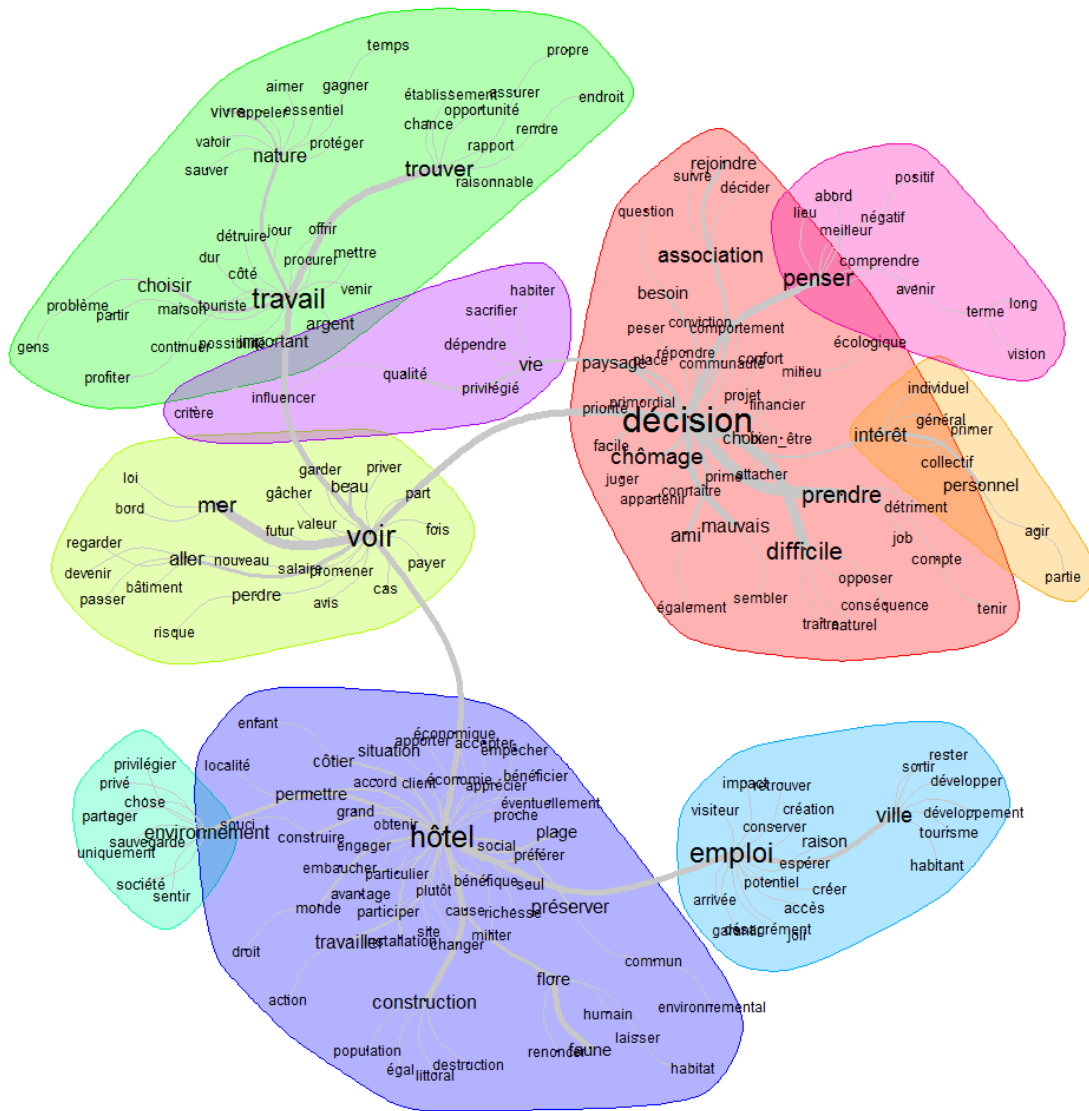 temps
propre
aimer
gagner
établissement
assurer
endroit
vivre
appeler
essentiel
opportunité
chance
rendre
valoir
protéger
rapport
sauver
nature
trouver
raisonnable
détruire
jour
offrir
dur
procurer
mettre
côté
choisir
venir
problème
maison
touriste
travail
partir
argent
gens
continuer
possibilité
important
profiter
habiter
sacrifier
dépendre
vie
qualité
privilégié
influencer
critère
rejoindre
suivre
décider
question
association
besoin
peser
conviction
comportement
répondre
place
paysage
communauté
confort
écologique
milieu
primordial
projet
priorité
financier
décision
choix
bien_être
facile
chômage
juger
prime
attacher
appartenir
connaître
prendre
détriment
mauvais
ami
difficile
job
compte
opposer
également
sembler
conséquence
traître
naturel
tenir
positif
abord
lieu
négatif
meilleur
comprendre
penser
avenir
long
terme
vision
individuel
général
primer
intérêt
collectif
personnel
agir
partie
garder
priver
loi
beau
gâcher
part
mer
bord
valeur
futur
fois
voir
regarder
aller
nouveau
salaire
payer
devenir
promener
bâtiment
passer
perdre
cas
avis
risque
privilégier
privé
chose
partager
environnement
souci
sauvegarde
uniquement
société
sentir
enfant
économique
situation
apporter
accepter
empêcher
localité
côtier
accord
client
économie
bénéficier
apprécier
permettre
éventuellement
grand
proche
obtenir
hôtel
plage
construire
engager
social
préférer
embaucher
particulier
bénéfique
seul
avantage
plutôt
monde
participer
cause
richesse
préserver
travailler
installation
site
militer
changer
droit
commun
action
construction
flore
environnemental
humain
laisser
population
renoncer
faune
égal
littoral
destruction
habitat
rester
sortir
impact
retrouver
développer
visiteur
création
ville
développement
conserver
tourisme
raison
emploi
espérer
habitant
potentiel
créer
arrivée
accès
garantir
désagrément
joli